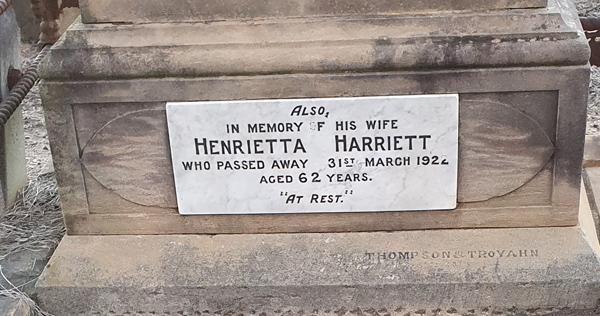 ALSO,
IN MEMORY OF HIS WIFE
HENRIETTA HARRIETT
WHO PASSED AWAY 31ST MARCH 1922
AGED 62 YEARS.
"AT REST."
THOMPSON & TROYAHN